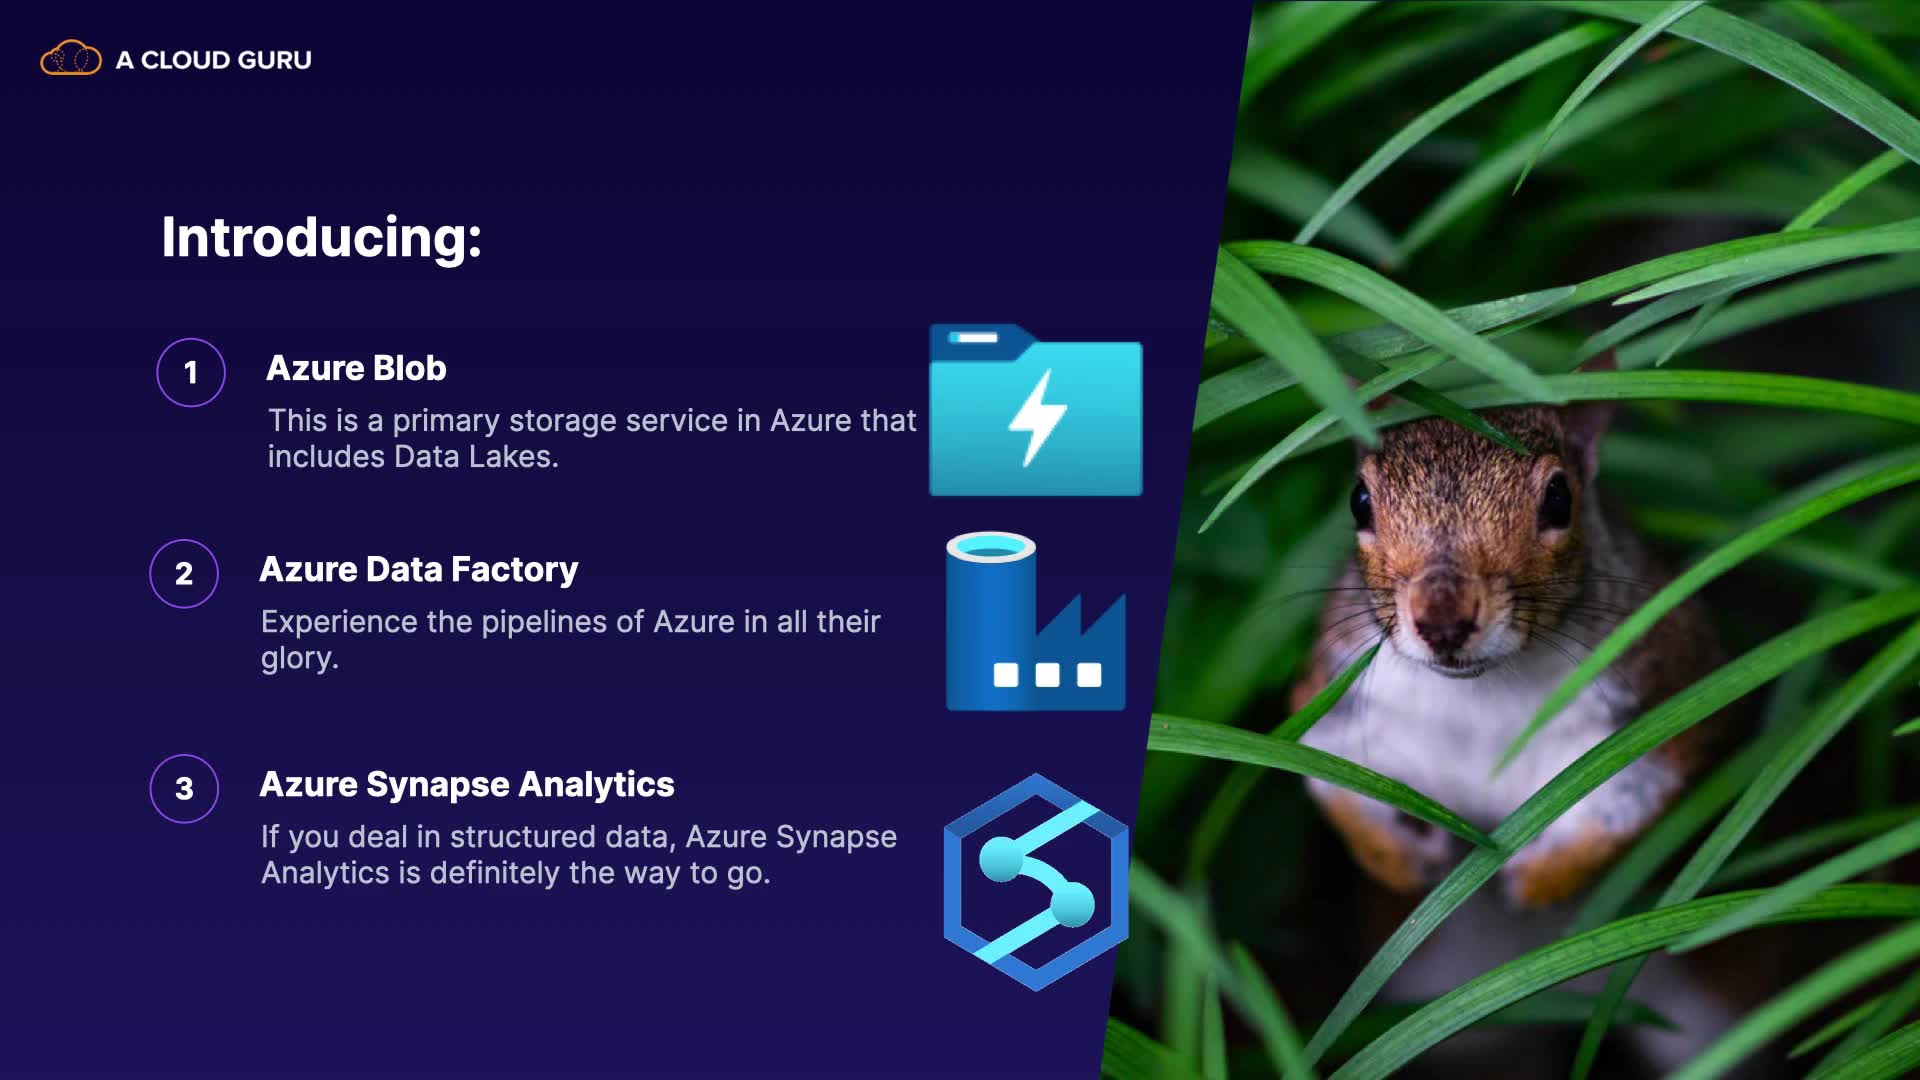 A CLOUD GURU
Introducing:
1
Azure Blob
This is a primary storage service in Azure that
includes Data Lakes.
2
Azure Data Factory
Experience the pipelines of Azure in all their
glory.
3
Azure Synapse Analytics
If you deal in structured data, Azure Synapse
Analytics is definitely the way to go.